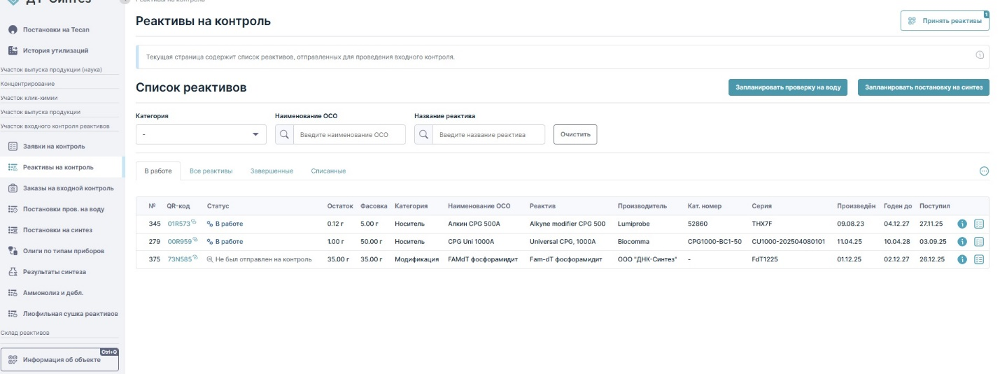 ДТ-Синтез
Реактивы на контроль
Постановки на Tecan
История утилизаций
Участок выпуска продукции (наука)
Концентрирование
Участок клик-химии
Участок выпуска продукции
Участок входного контроля реактивов
Заявки на контроль
Реактивы на контроль
Заказы на входной контроль
Постановки пров. на воду
Постановки на синтез
Олиги по типам приборов
Результаты синтеза
Аммонолиз и дебл.
Лиофильная сушка реактивов
Склад реактивов
Ctrl+Q
Информация об объекте
Реактивы на контроль
Принять реактивы 1
Текущая страница содержит список реактивов, отправленных для проведения входного контроля.
Список реактивов
Запланировать проверку на воду Запланировать постановку на синтез
Категория Наименование ОСО Название реактива
- Введите наименование ОСО Введите название реактива Очистить
В работе Все реактивы Завершенные Списанные
№ QR-код Статус Остаток Фасовка Категория Наименование ОСО Реактив Производитель Кат. номер Серия Произведён Годен до Поступил
345 01R573 В работе 0.12 г 5.00 г Носитель Алкин CPG 500A Alkyne modifier CPG 500 Lumiprobe 52860 THX7F 09.08.23 04.12.27 27.11.25
279 00R959 В работе 1.00 г 50.00 г Носитель CPG Uni 1000A Universal CPG, 1000A Biocomma CPG1000-BC1-50 CU1000-202504080101 11.04.25 10.04.28 03.09.25
375 73N585 Не был отправлен на контроль 35.00 г 35.00 г Модификация FAMdT фосфорамидит Fam-dT фосфорамидит ООО "ДНК-Синтез" - FdT1225 01.12.25 02.12.27 26.12.25